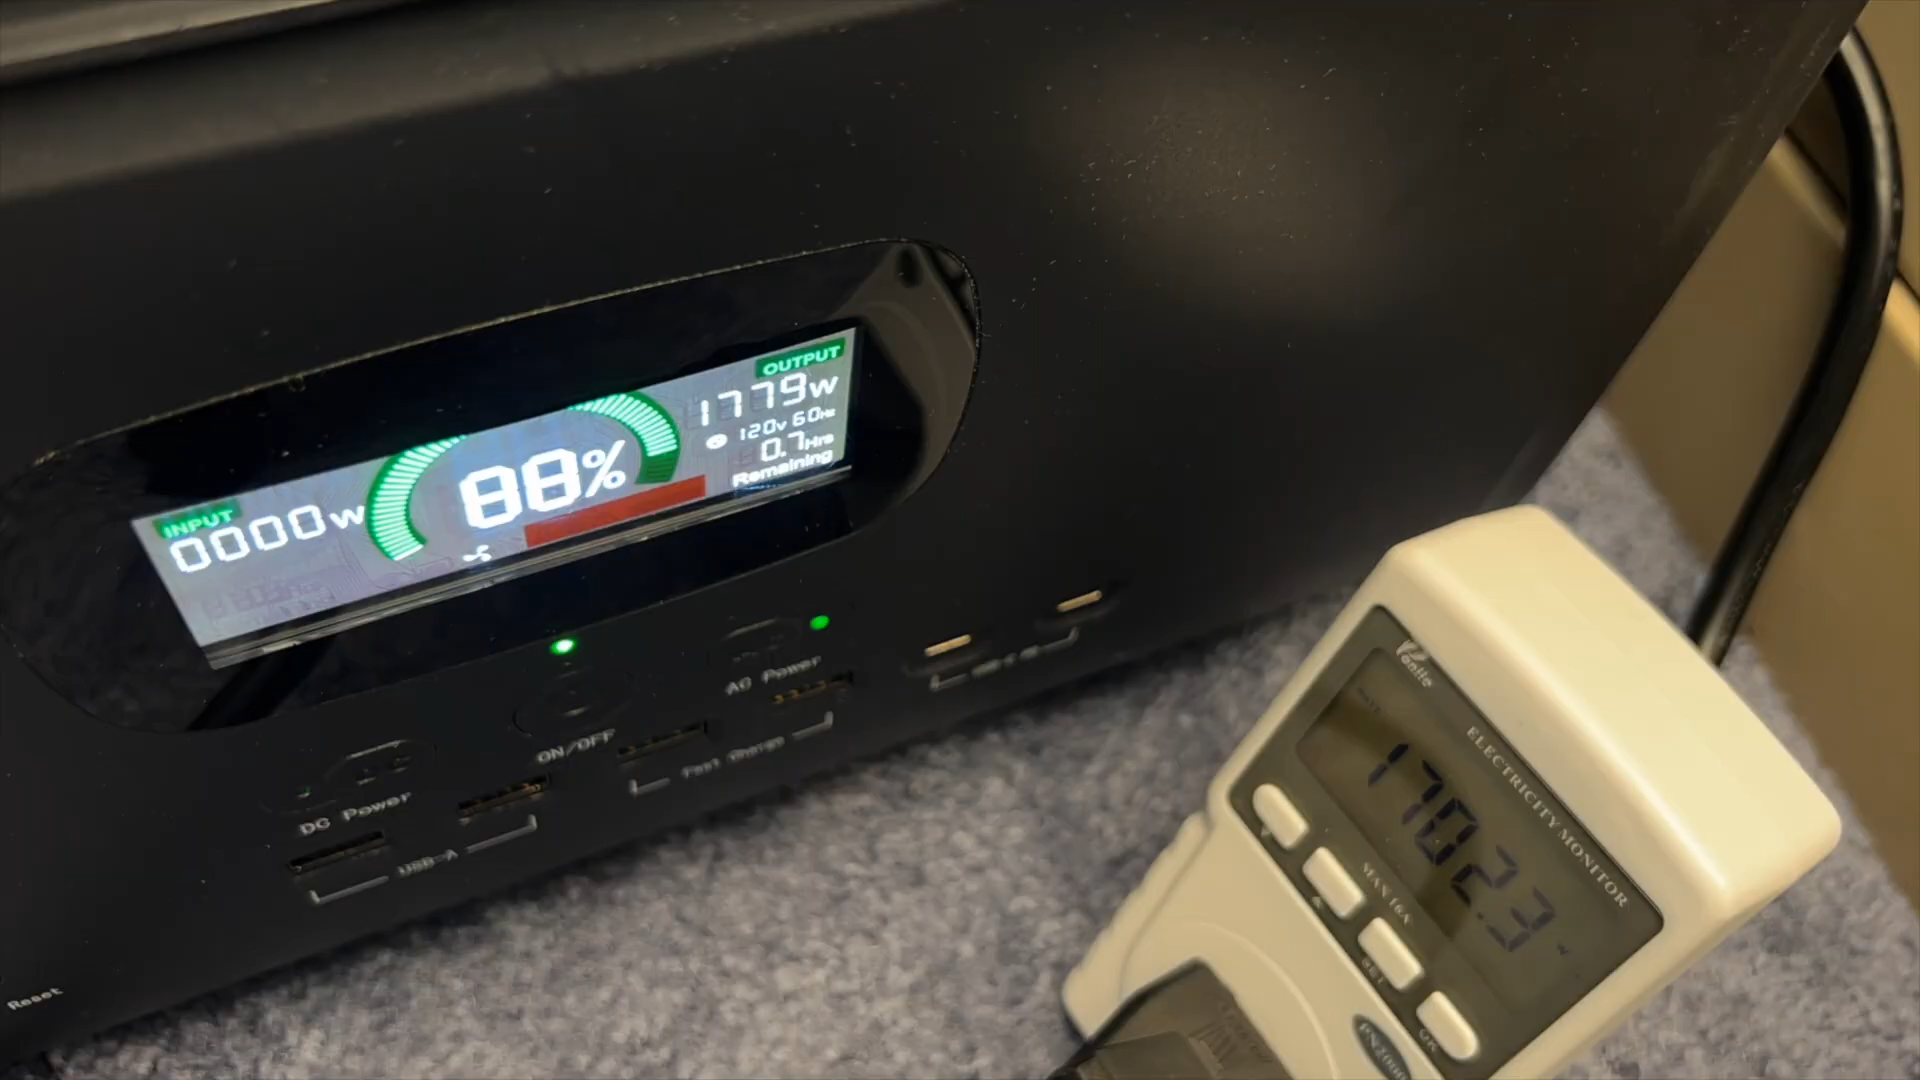 OUTPUT
1779w
120v 60Hz
0.7Hrs
Remaining
88%
INPUT
0000w
AC Power
ON/OFF
Fast Charge
DC Power
USB-A
Reset
ELECTRICITY MONITOR
1702.3
MAX 16A
SET
OK
PN2000